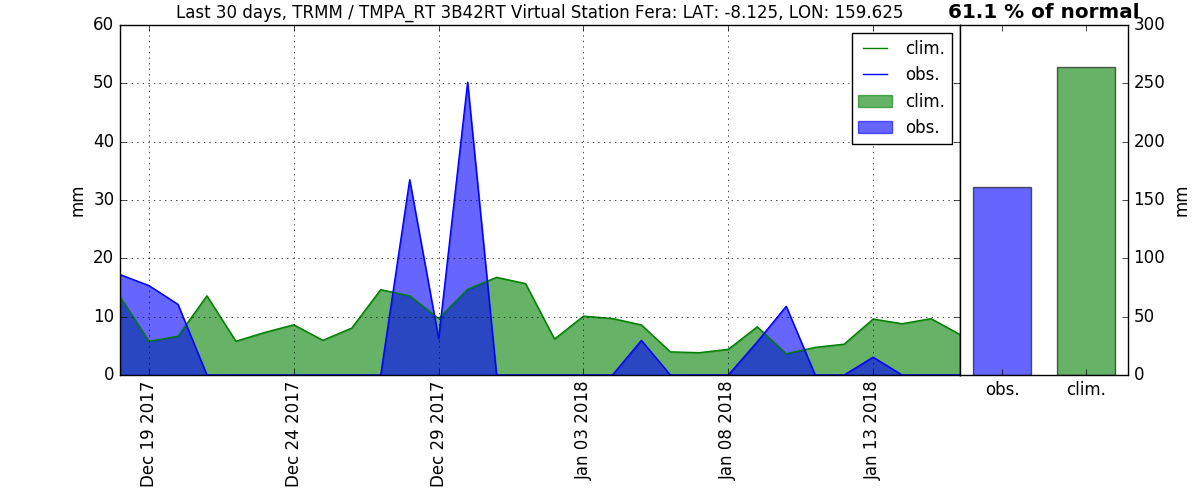 Last 30 days, TRMM / TMPA_RT 3B42RT Virtual Station Fera: LAT: -8.125, LON: 159.625
61.1 % of normal
60
50
40
30
20
10
0
mm
clim.
obs.
clim.
obs.
Dec 19 2017
Dec 24 2017
Dec 29 2017
Jan 03 2018
Jan 08 2018
Jan 13 2018
300
250
200
150
100
50
0
mm
obs.
clim.